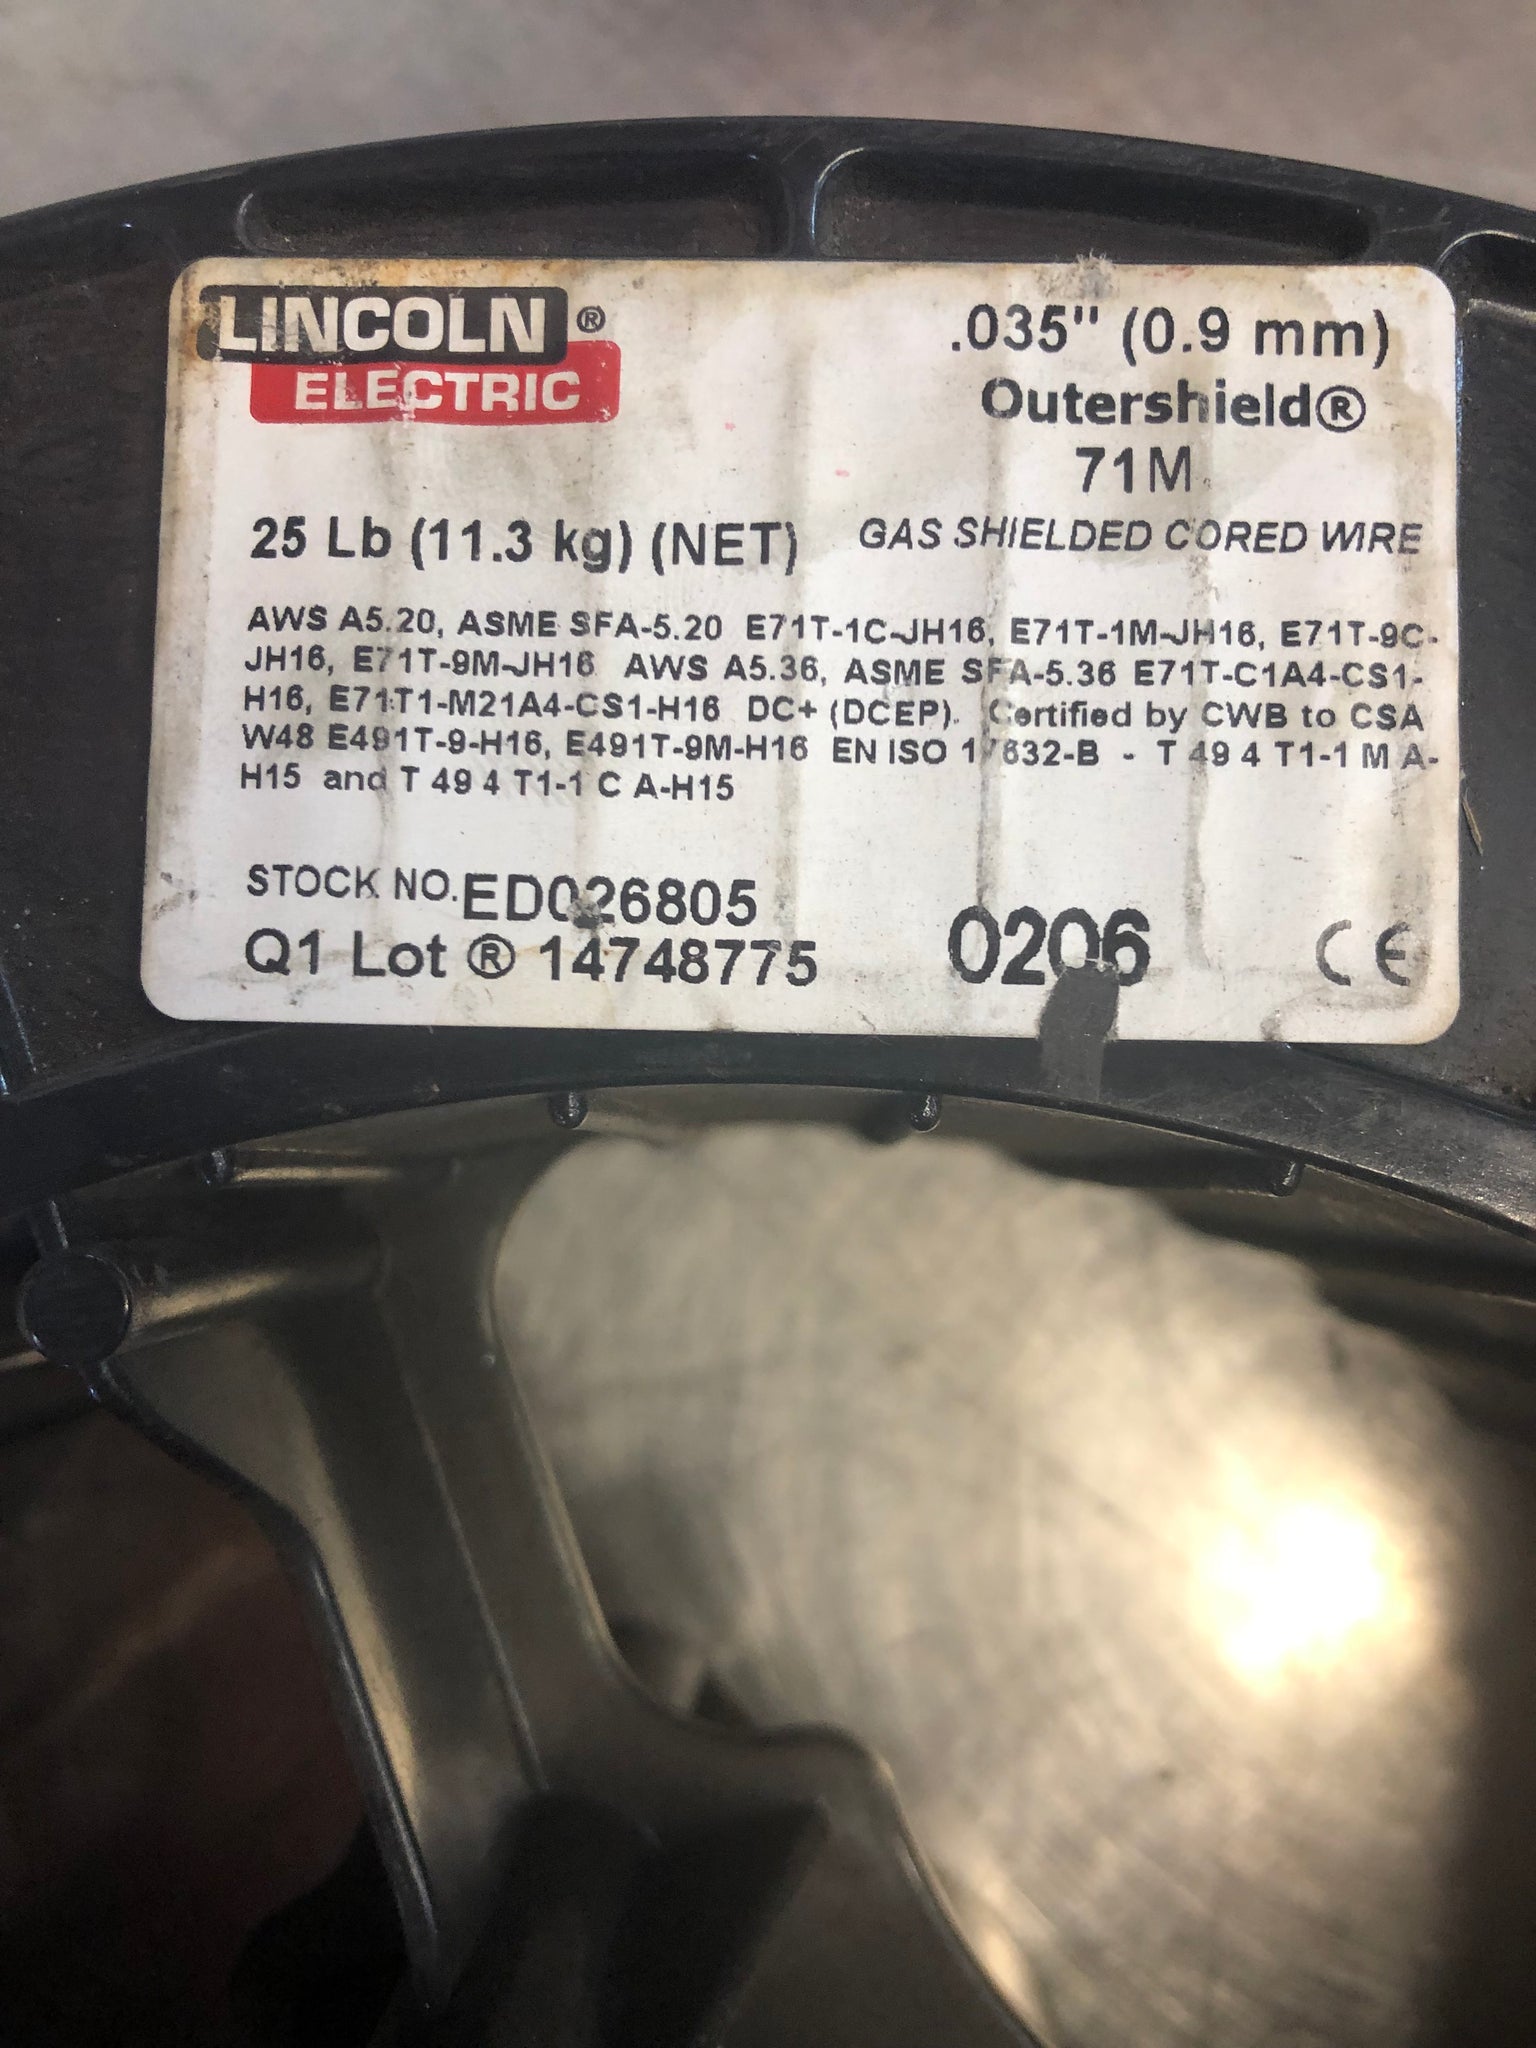 LINCOLN®
ELECTRIC
.035" (0.9 mm)
Outershield®
71M
25 Lb (11.3 kg) (NET)
GAS SHIELDED CORED WIRE
AWS A5.20, ASME SFA-5.20 E71T-1C-JH16, E71T-1M-JH16, E71T-9C-
JH16, E71T-9M-JH16 AWS A5.36, ASME SFA-5.36 E71T-C1A4-CS1-
H16, E71T1-M21A4-CS1-H16 DC+ (DCEP). Certified by CWB to CSA
W48 E491T-9-H16, E491T-9M-H16 EN ISO 17632-B - T 49 4 T1-1 M A-
H15 and T 49 4 T1-1 C A-H15
STOCK NO. ED026805
Q1 Lot ® 14748775
0206
CE